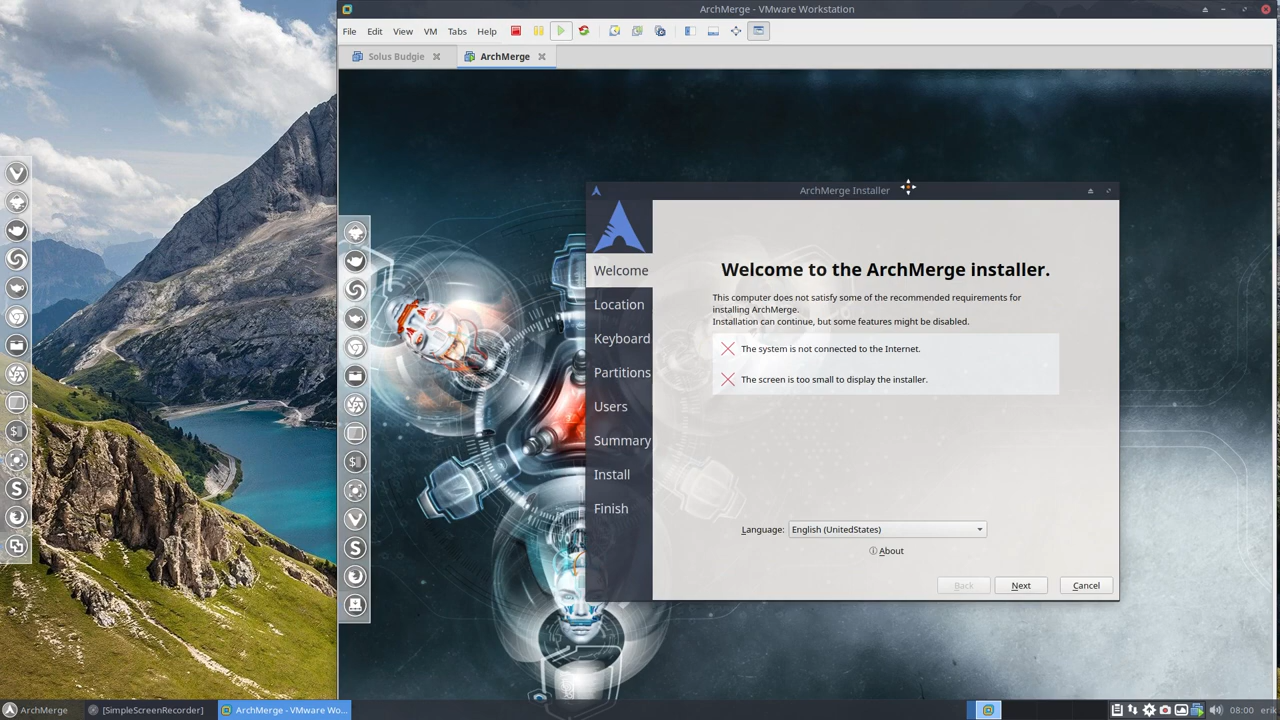 ArchMerge - VMware Workstation
File Edit View VM Tabs Help
Solus Budgie
ArchMerge
ArchMerge Installer
Welcome
Location
Keyboard
Partitions
Users
Summary
Install
Finish
Welcome to the ArchMerge installer.
This computer does not satisfy some of the recommended requirements for
installing ArchMerge.
Installation can continue, but some features might be disabled.
The system is not connected to the Internet.
The screen is too small to display the installer.
Language: English (UnitedStates)
About
Back Next Cancel
ArchMerge
[SimpleScreenRecorder]
ArchMerge - VMware Wo...
08:00 erik